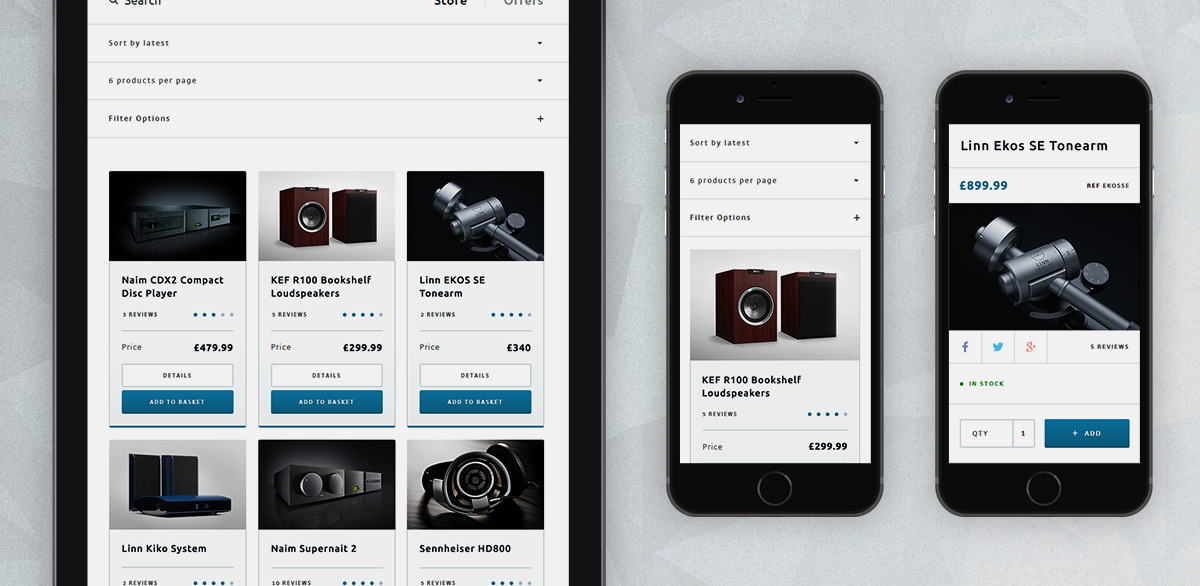 Search
Store / Offers
Sort by latest
6 products per page
Filter Options +
Naim CDX2 Compact
Disc Player
3 REVIEWS
Price £479.99
DETAILS
ADD TO BASKET
KEF R100 Bookshelf
Loudspeakers
5 REVIEWS
Price £299.99
DETAILS
ADD TO BASKET
Linn EKOS SE
Tonearm
2 REVIEWS
Price £340
DETAILS
ADD TO BASKET
Linn Kiko System
2 REVIEWS
Naim Supernait 2
10 REVIEWS
Sennheiser HD800
5 REVIEWS
Sort by latest
6 products per page
Filter Options +
KEF R100 Bookshelf
Loudspeakers
5 REVIEWS
Price £299.99
Linn Ekos SE Tonearm
£899.99 REF EKOSSE
LINN
5 REVIEWS
IN STOCK
QTY 1 + ADD